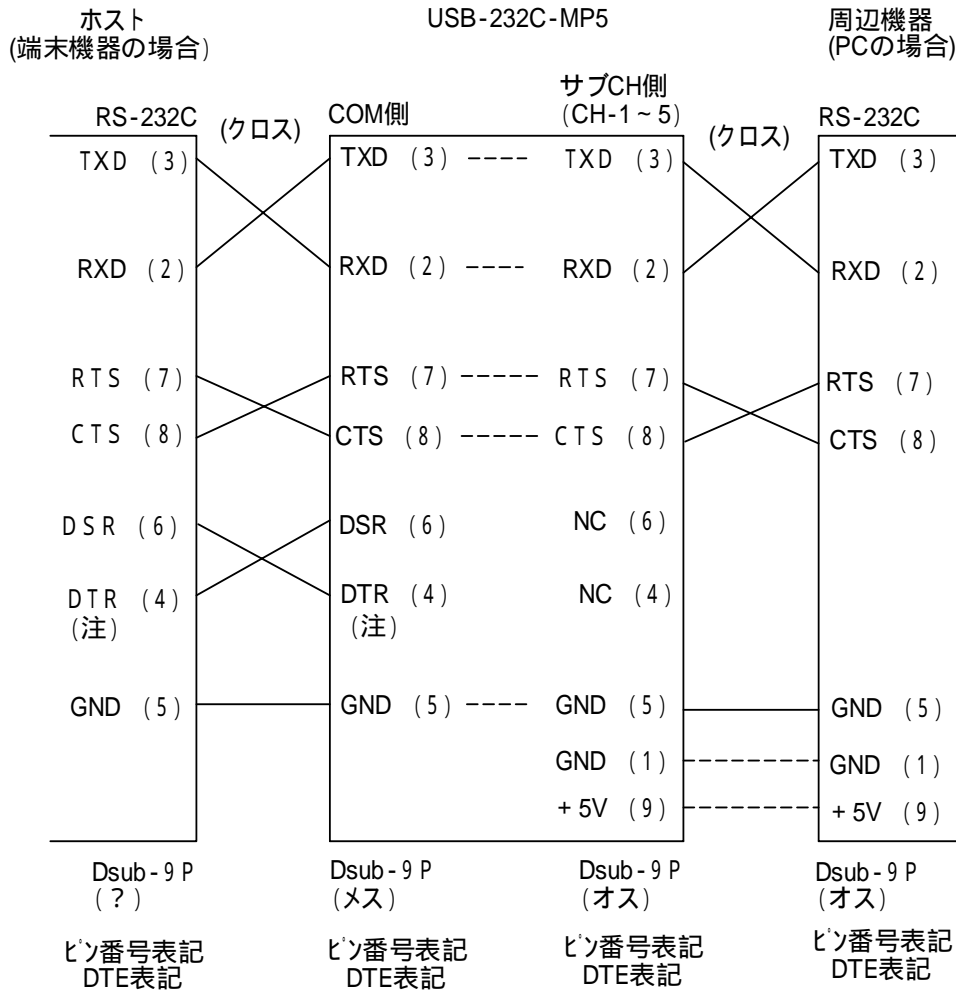 ホスト
(端末機器の場合)
USB-232C-MP5
周辺機器
(PCの場合)
RS-232C
(クロス)
COM側
サブCH側
(CH-1~5)
(クロス)
RS-232C
TXD (3)
TXD (3)
TXD (3)
TXD (3)
RXD (2)
RXD (2)
RXD (2)
RXD (2)
RTS (7)
RTS (7)
RTS (7)
RTS (7)
CTS (8)
CTS (8)
CTS (8)
CTS (8)
DSR (6)
DSR (6)
NC (6)
DTR (4)
(注)
DTR (4)
(注)
NC (4)
GND (5)
GND (5)
GND (5)
GND (5)
GND (1)
GND (1)
+5V (9)
+5V (9)
Dsub-9P
(?)
Dsub-9P
(メス)
Dsub-9P
(オス)
Dsub-9P
(オス)
ピン番号表記
DTE表記
ピン番号表記
DTE表記
ピン番号表記
DTE表記
ピン番号表記
DTE表記